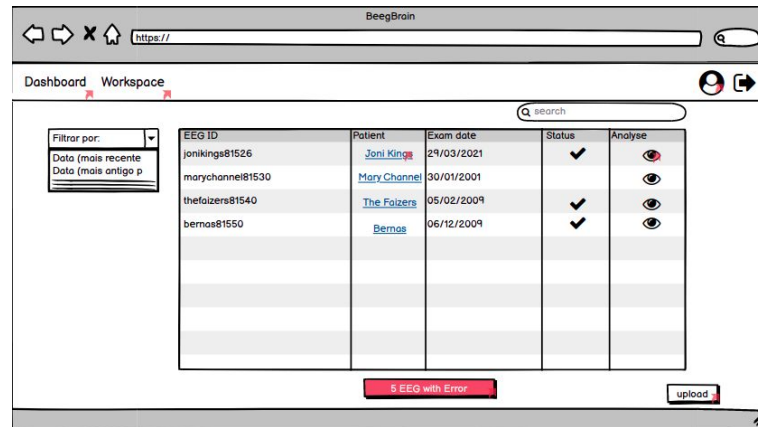 BeegBrain
https://
Dashboard Workspace
search
Filtrar por:
Data (mais recente
Data (mais antigo p
EEG ID Patient Exam date Status Analyse
jonikings81526 Joni Kings 29/03/2021
marychannel81530 Mary Channel 30/01/2001
thefaizers81540 The Faizers 05/02/2009
bernas81550 Bernas 06/12/2009
5 EEG with Error
upload